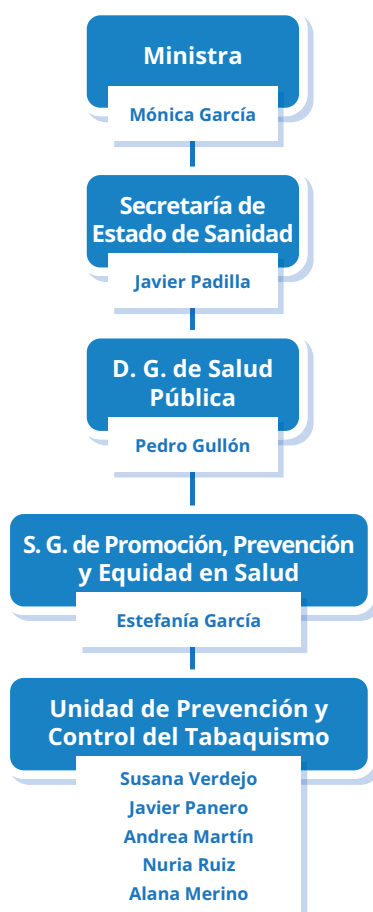 Ministra
Mónica García
Secretaría de
Estado de Sanidad
Javier Padilla
D. G. de Salud
Pública
Pedro Gullón
S. G. de Promoción, Prevención
y Equidad en Salud
Estefanía García
Unidad de Prevención y
Control del Tabaquismo
Susana Verdejo
Javier Panero
Andrea Martín
Nuria Ruiz
Alana Merino